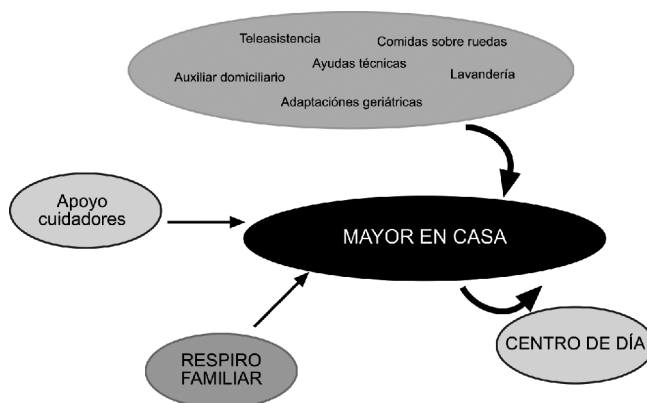 Teleasistencia
Comidas sobre ruedas
Ayudas técnicas
Auxiliar domiciliario
Lavandería
Adaptaciónes geriátricas
Apoyo
cuidadores
MAYOR EN CASA
CENTRO DE DÍA
RESPIRO
FAMILIAR